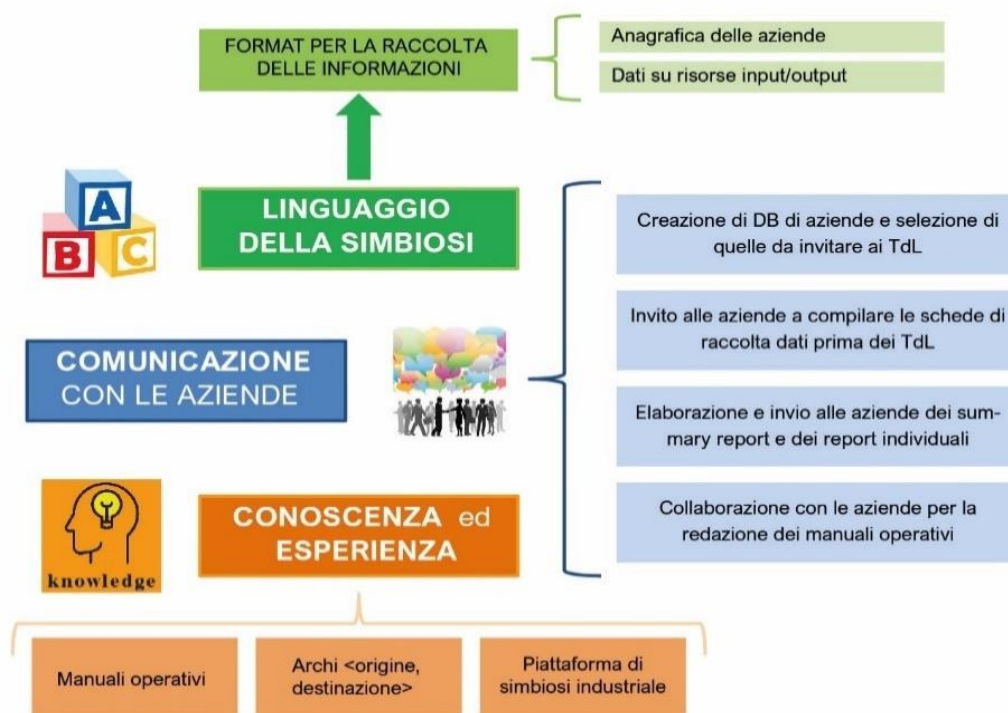 FORMAT PER LA RACCOLTA
DELLE INFORMAZIONI
Anagrafica delle aziende
Dati su risorse input/output
A
B
C
LINGUAGGIO
DELLA SIMBIOSI
Creazione di DB di aziende e selezione di
quelle da invitare ai TdL
Invito alle aziende a compilare le schede di
raccolta dati prima dei TdL
COMUNICAZIONE
CON LE AZIENDE
Elaborazione e invio alle aziende dei sum-
mary report e dei report individuali
knowledge
CONOSCENZA ed
ESPERIENZA
Collaborazione con le aziende per la
redazione dei manuali operativi
Manuali operativi
Archi <origine,
destinazione>
Piattaforma di
simbiosi industriale